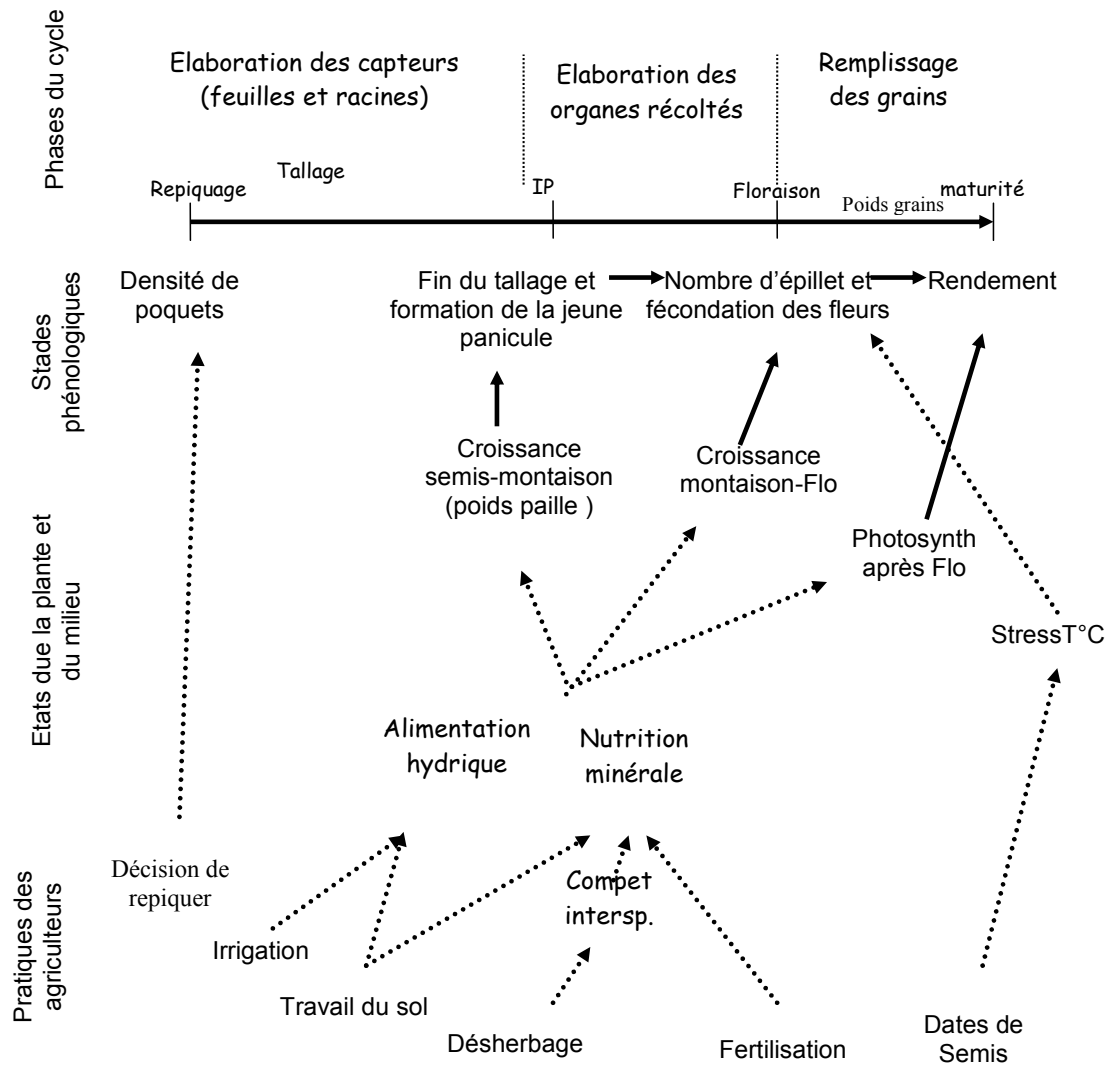 Phases du cycle
Elaboration des capteurs
(feuilles et racines)
Elaboration des
organes récoltés
Remplissage
des grains
Tallage
Repiquage
IP
Floraison
Poids grains
maturité
Stades
phénologiques
Densité de
poquets
Fin du tallage et
formation de la jeune
panicule
Nombre d'épillet et
fécondation des fleurs
Rendement
Etats due la plante et
du milieu
Croissance
semis-montaison
(poids paille )
Croissance
montaison-Flo
Photosynth
après Flo
StressT°C
Alimentation
hydrique
Nutrition
minérale
Pratiques des
agriculteurs
Décision de
repiquer
Irrigation
Travail du sol
Compet
intersp.
Désherbage
Fertilisation
Dates de
Semis